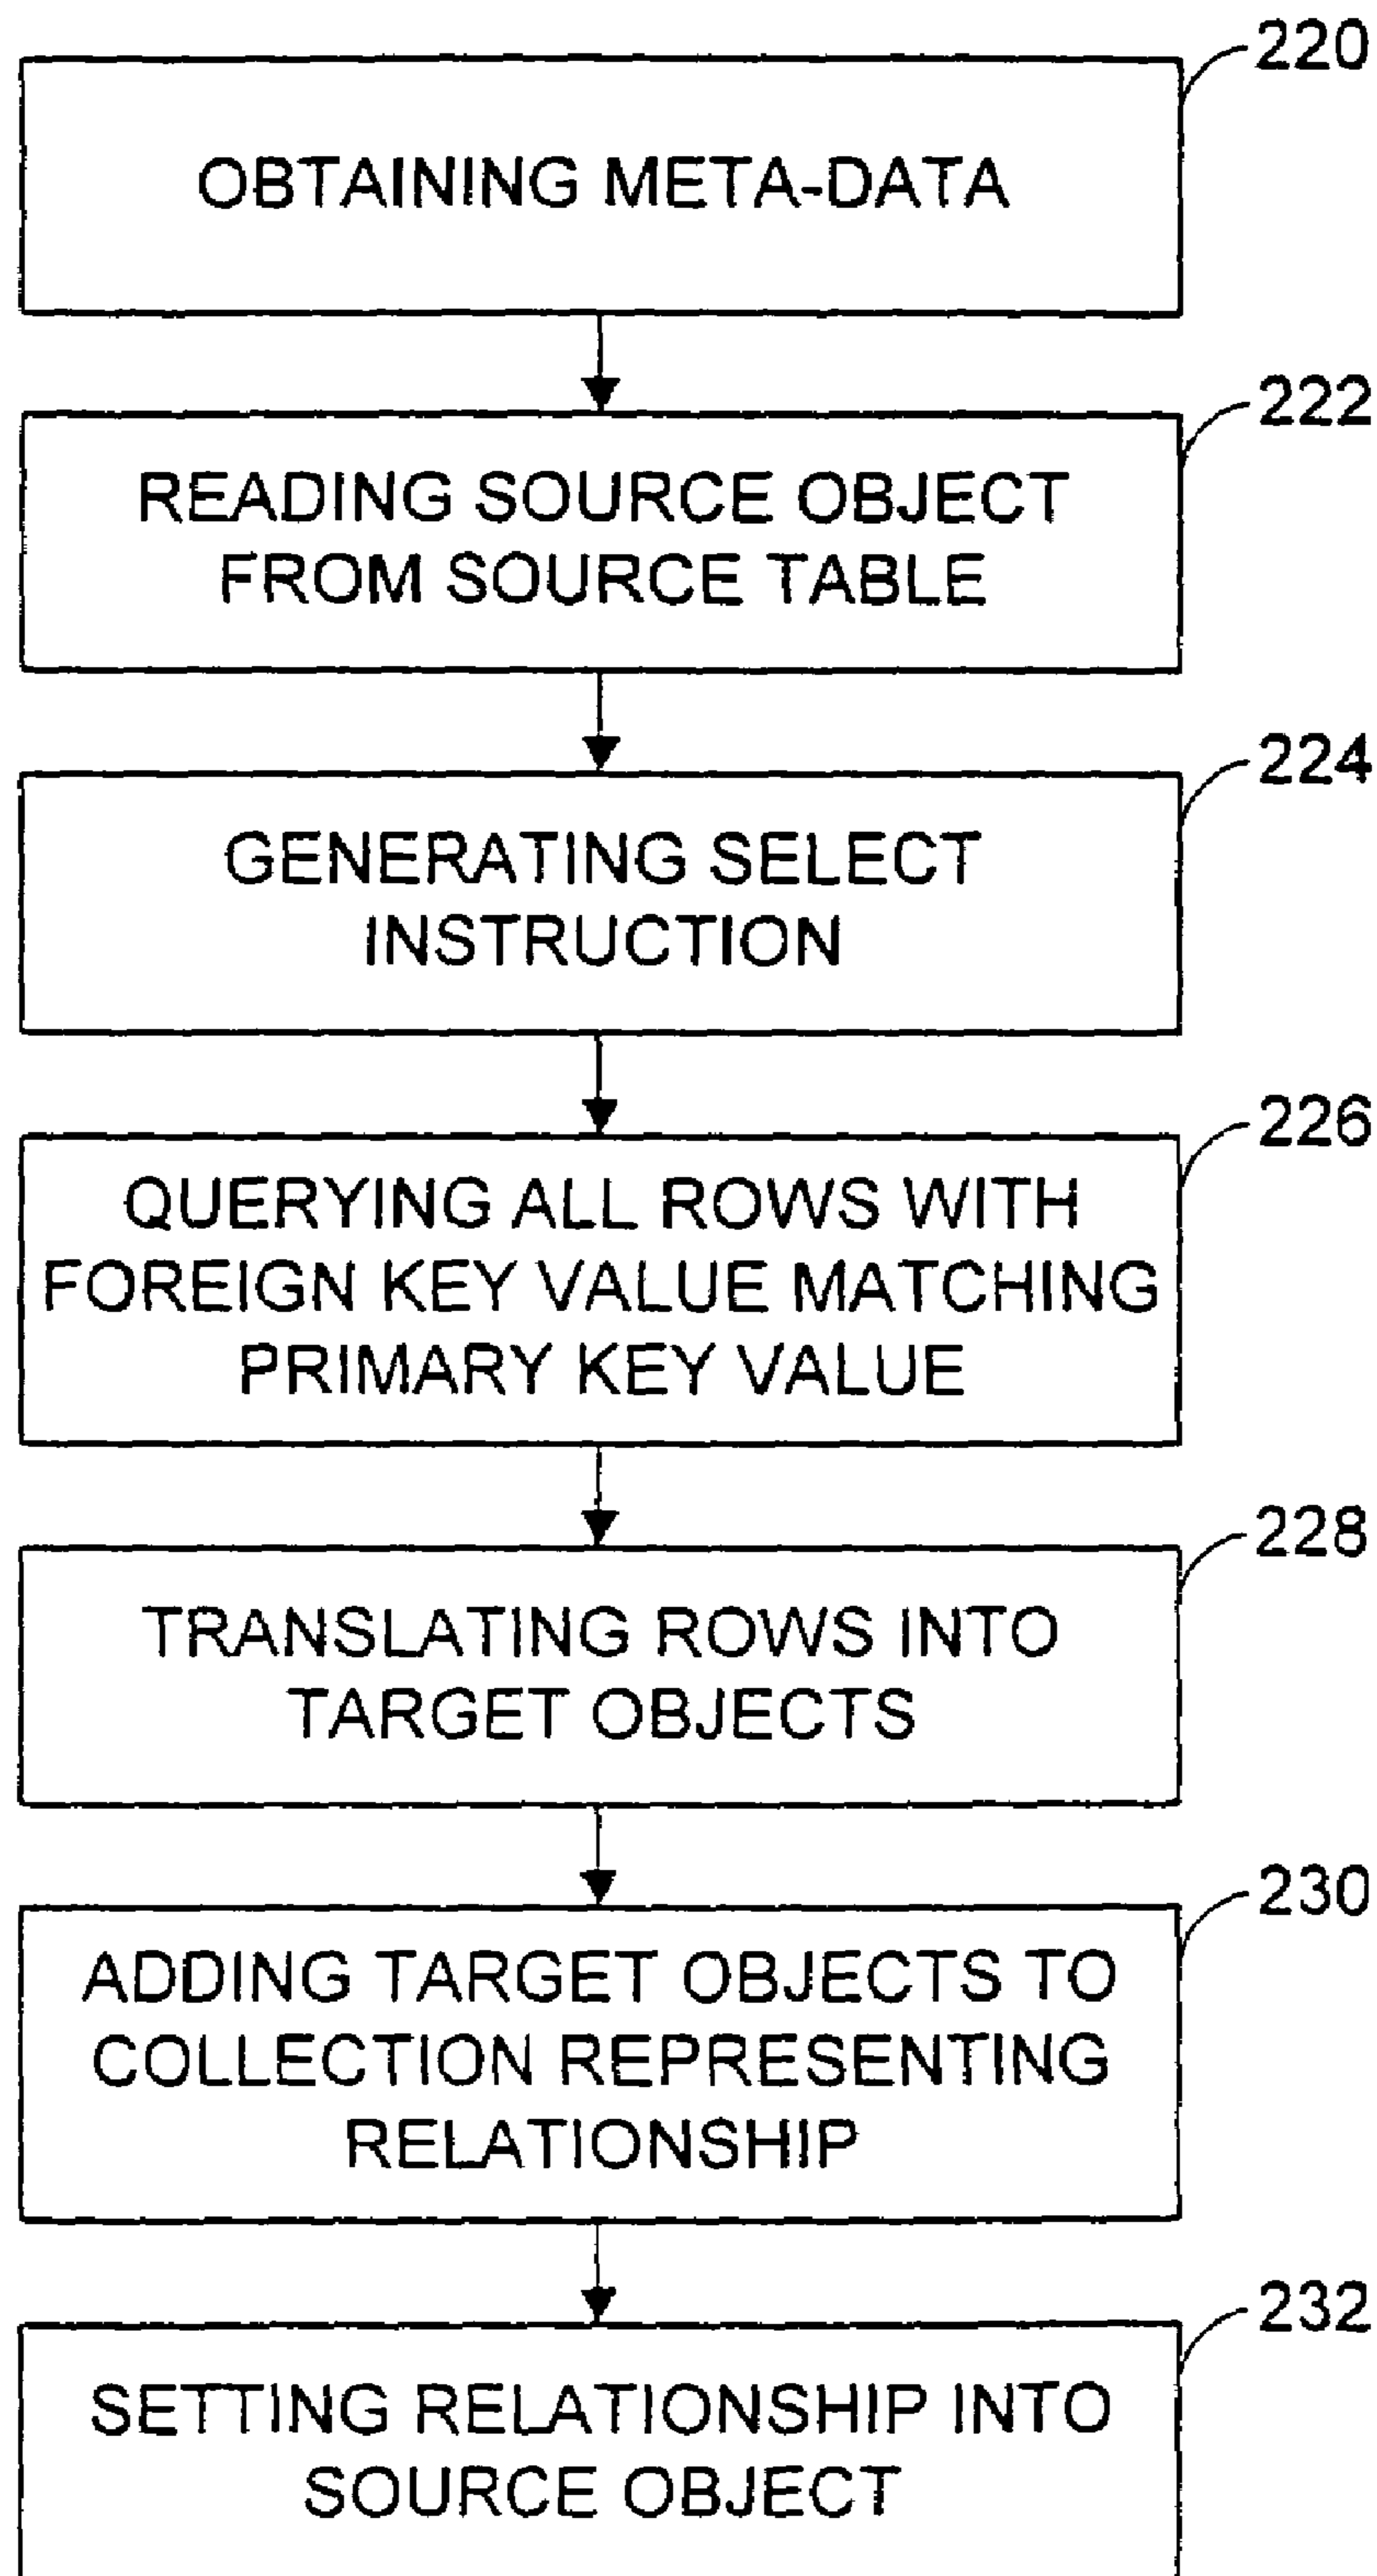 220
OBTAINING META-DATA
222
READING SOURCE OBJECT
FROM SOURCE TABLE
224
GENERATING SELECT
INSTRUCTION
226
QUERYING ALL ROWS WITH
FOREIGN KEY VALUE MATCHING
PRIMARY KEY VALUE
228
TRANSLATING ROWS INTO
TARGET OBJECTS
230
ADDING TARGET OBJECTS TO
COLLECTION REPRESENTING
RELATIONSHIP
232
SETTING RELATIONSHIP INTO
SOURCE OBJECT